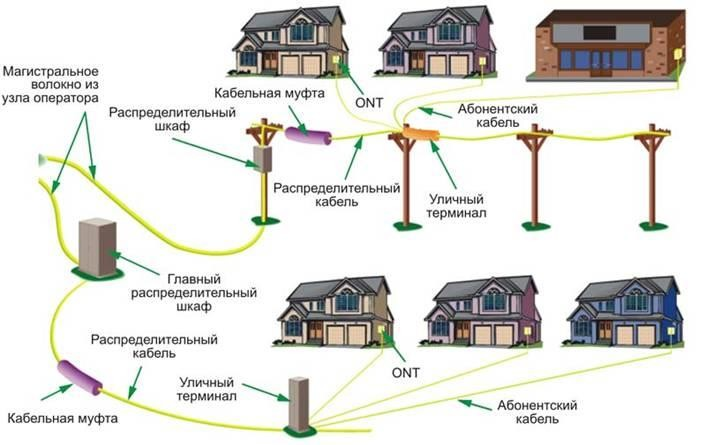 Магистральное
волокно из
узла оператора
Распределительный
шкаф
Кабельная муфта
ONT
Абонентский
кабель
Распределительный
кабель
Уличный
терминал
Главный
распределительный
шкаф
Распределительный
кабель
Кабельная муфта
Уличный
терминал
ONT
Абонентский
кабель